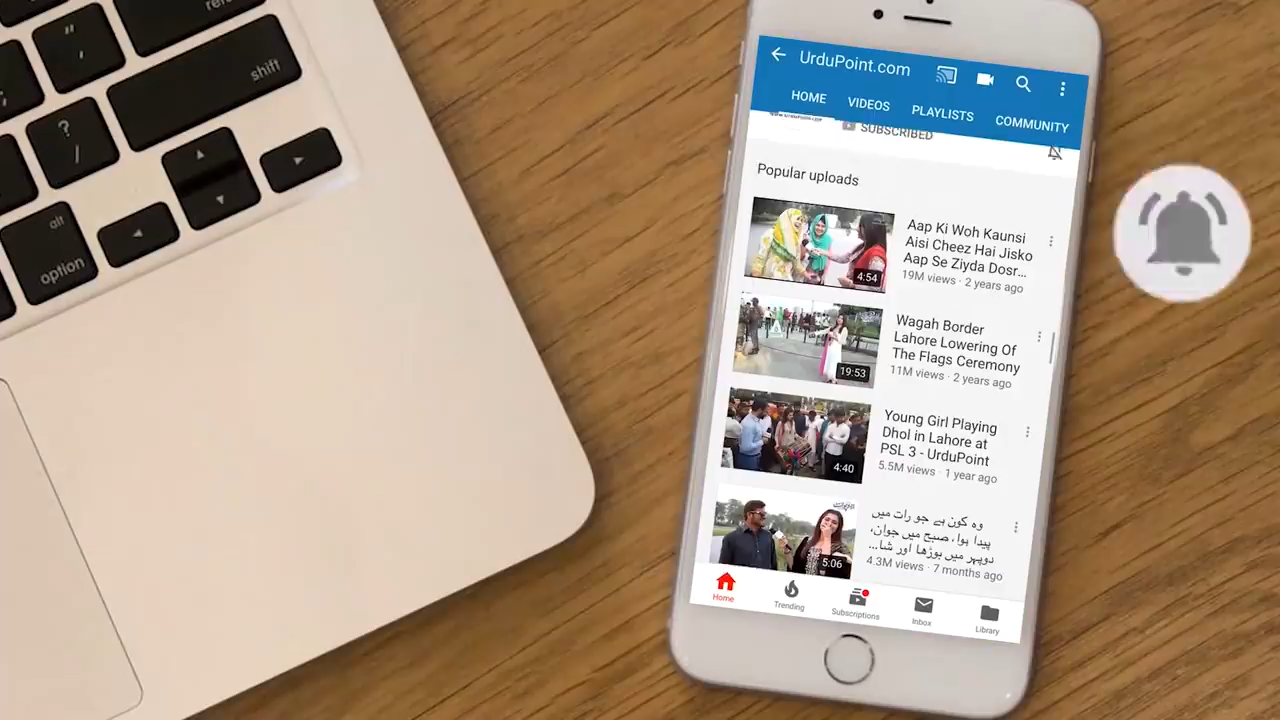 refe
shift
alt
option
?
/
UrduPoint.com
HOME
VIDEOS
PLAYLISTS
COMMUNITY
SUBSCRIBED
Popular uploads
Aap Ki Woh Kaunsi
Aisi Cheez Hai Jisko
Aap Se Ziyda Dosr...
19M views · 2 years ago
4:54
Wagah Border
Lahore Lowering Of
The Flags Ceremony
11M views · 2 years ago
19:53
Young Girl Playing
Dhol in Lahore at
PSL 3 - UrduPoint
5.5M views · 1 year ago
4:40
وہ کون ہے جو رات میں
پیدا ہوا، صبح میں جوان،
دوپہر میں بوڑھا اور شا...
4.3M views · 7 months ago
5:06
Home
Trending
Subscriptions
Inbox
Library